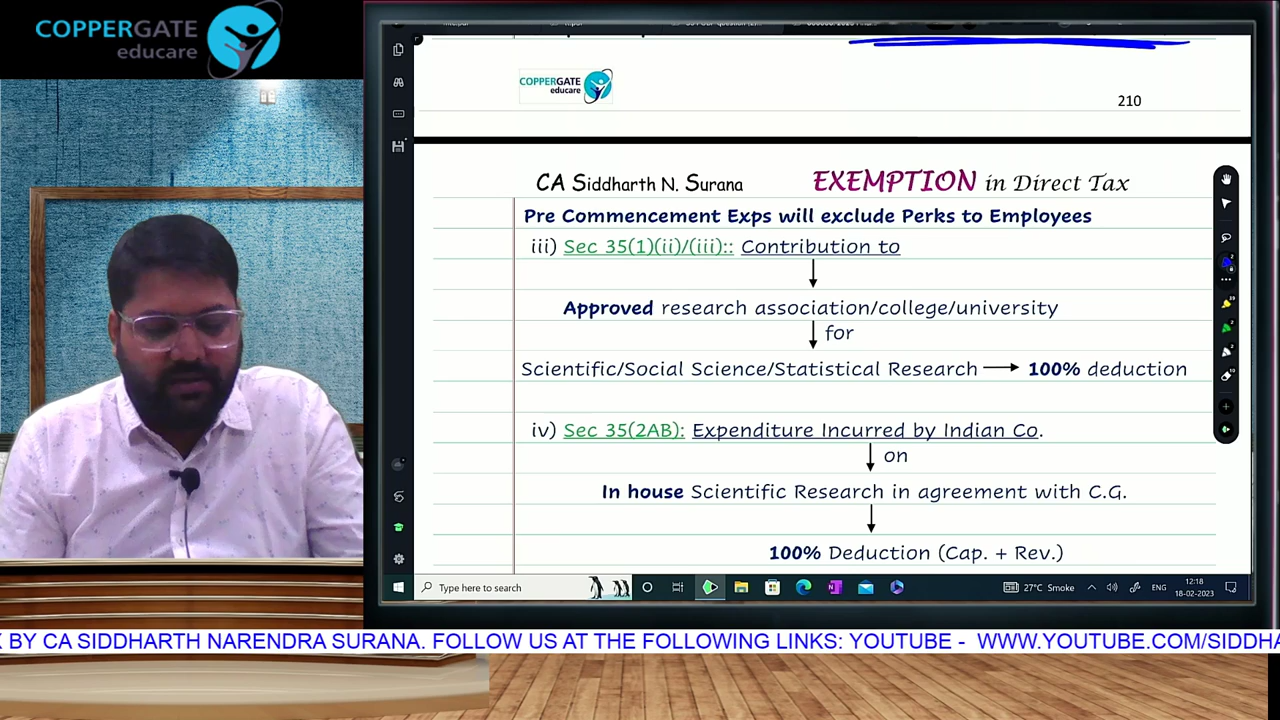 COPPERGATE
educare
COPPERGATE
educare
210
CA Siddharth N. Surana EXEMPTION in Direct Tax
Pre Commencement Exps will exclude Perks to Employees
iii) Sec 35(1)(ii)/(iii):: Contribution to
Approved research association/college/university
for
Scientific/Social Science/Statistical Research → 100% deduction
iv) Sec 35(2AB): Expenditure Incurred by Indian Co.
on
In house Scientific Research in agreement with C.G.
100% Deduction (Cap. + Rev.)
Type here to search
27°C Smoke
ENG
12:18
18-02-2023
BY CA SIDDHARTH NARENDRA SURANA. FOLLOW US AT THE FOLLOWING LINKS: YOUTUBE - WWW.YOUTUBE.COM/SIDDHA